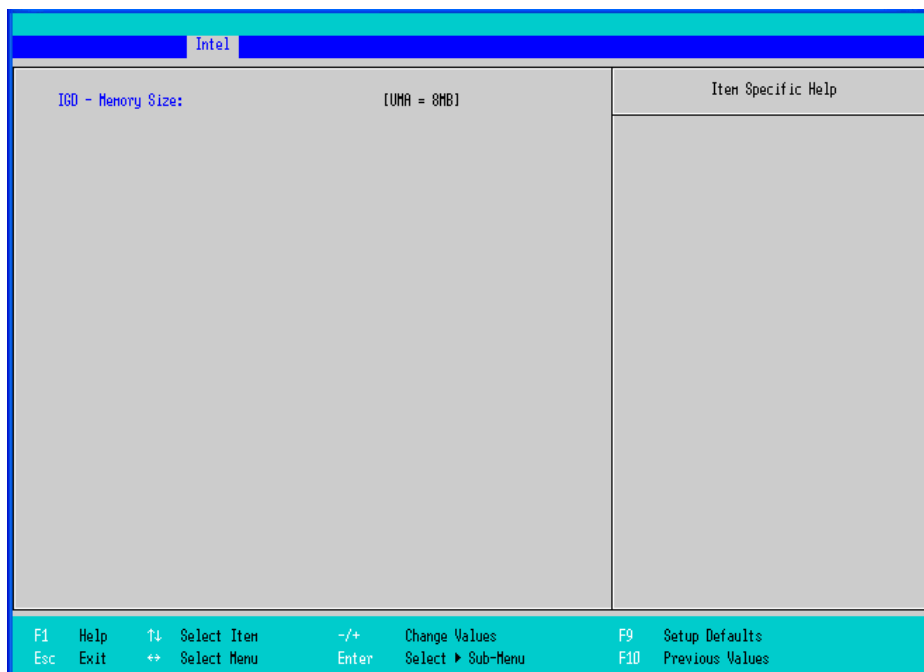 Intel
IGD - Memory Size: [UMA = 8MB]
Item Specific Help
F1 Help ↑↓ Select Item -/+ Change Values F9 Setup Defaults
Esc Exit ↔ Select Menu Enter Select ▶ Sub-Menu F10 Previous Values